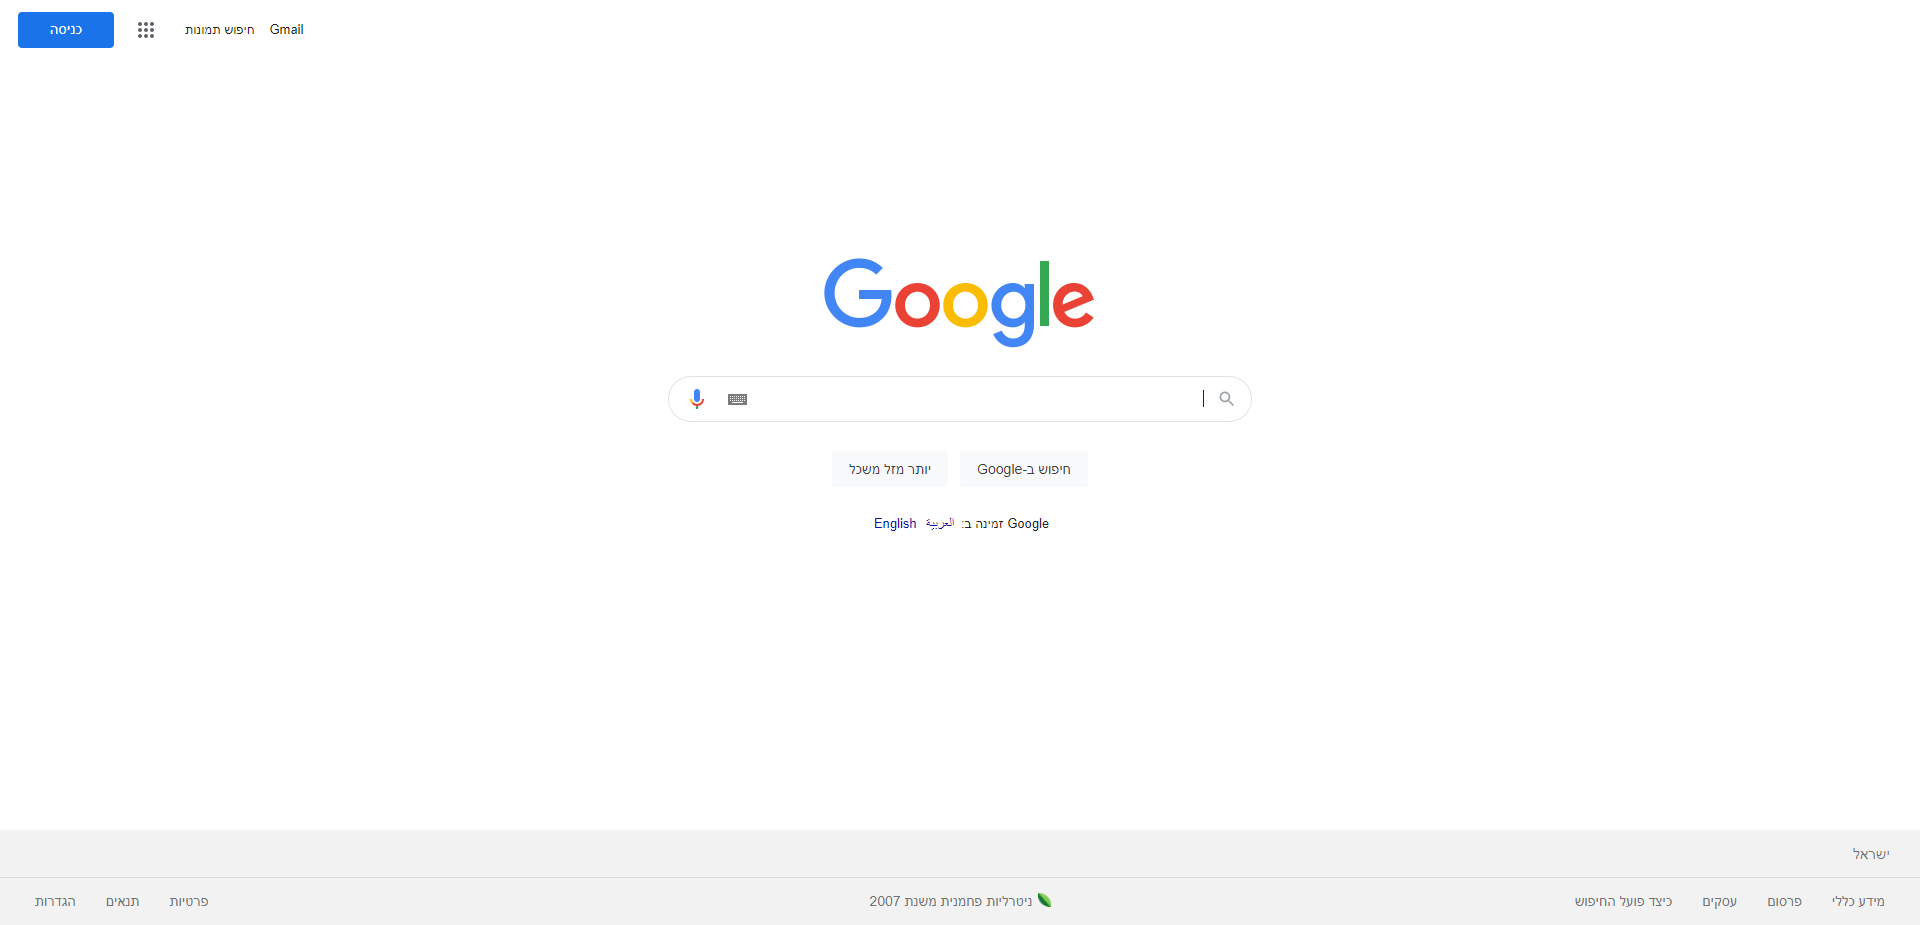 Gmail
חיפוש תמונות
כניסה
Google
חיפוש ב-Google
יותר מזל משכל
Google זמינה ב: العربية English
ישראל
מידע כללי
פרסום
עסקים
כיצד פועל החיפוש
ניטרליות פחמנית משנת 2007
פרטיות
תנאים
הגדרות